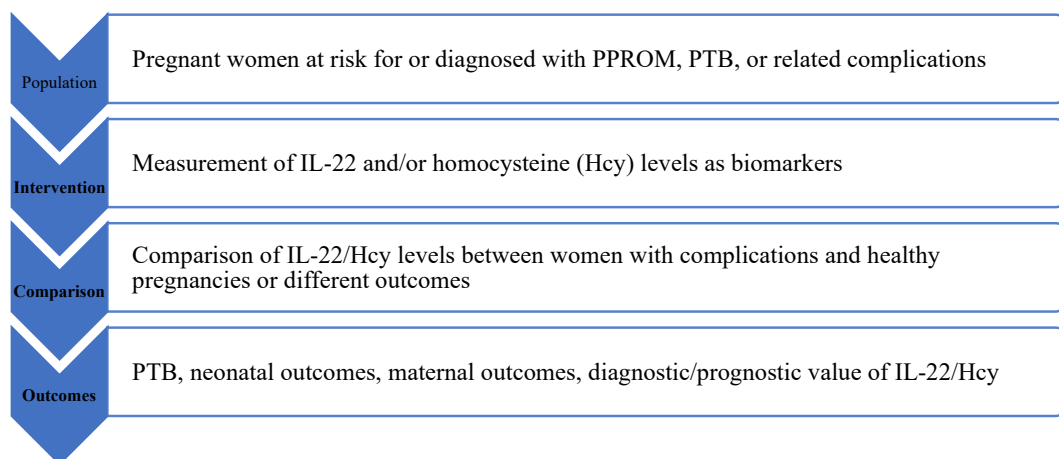 Population
Pregnant women at risk for or diagnosed with PPROM, PTB, or related complications
Intervention
Measurement of IL-22 and/or homocysteine (Hcy) levels as biomarkers
Comparison
Comparison of IL-22/Hcy levels between women with complications and healthy
pregnancies or different outcomes
Outcomes
PTB, neonatal outcomes, maternal outcomes, diagnostic/prognostic value of IL-22/Hcy